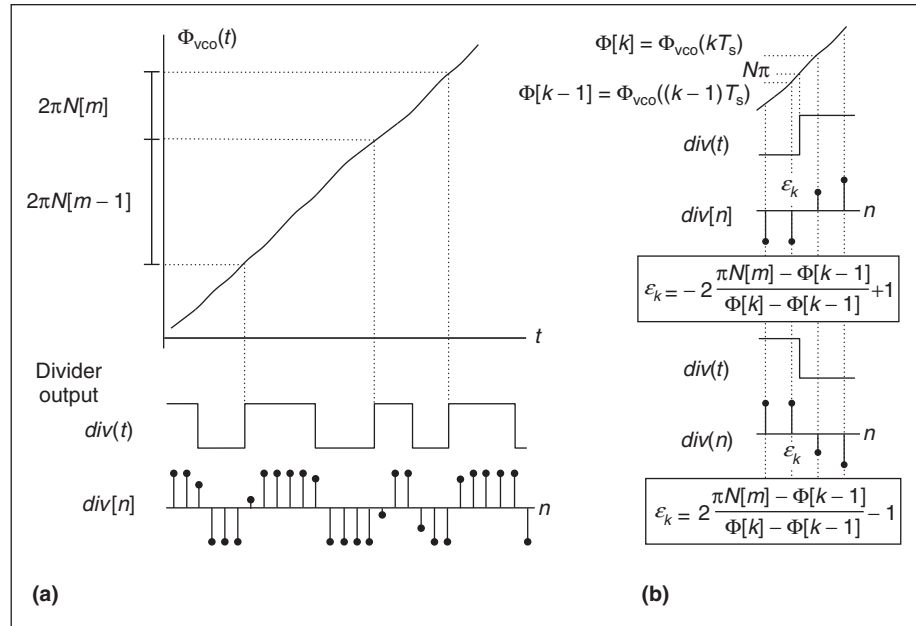 Φvco(t)
2πN[m]
2πN[m − 1]
t
Divider
output
div(t)
div[n]
n
(a)
Φ[k] = Φvco(kTs)
Nπ
Φ[k − 1] = Φvco((k − 1)Ts)
div(t)
εk
div[n]
n
εk = − 2 (πN[m] − Φ[k − 1]) / (Φ[k] − Φ[k − 1]) + 1
div(t)
div(n)
n
εk
εk = 2 (πN[m] − Φ[k − 1]) / (Φ[k] − Φ[k − 1]) − 1
(b)